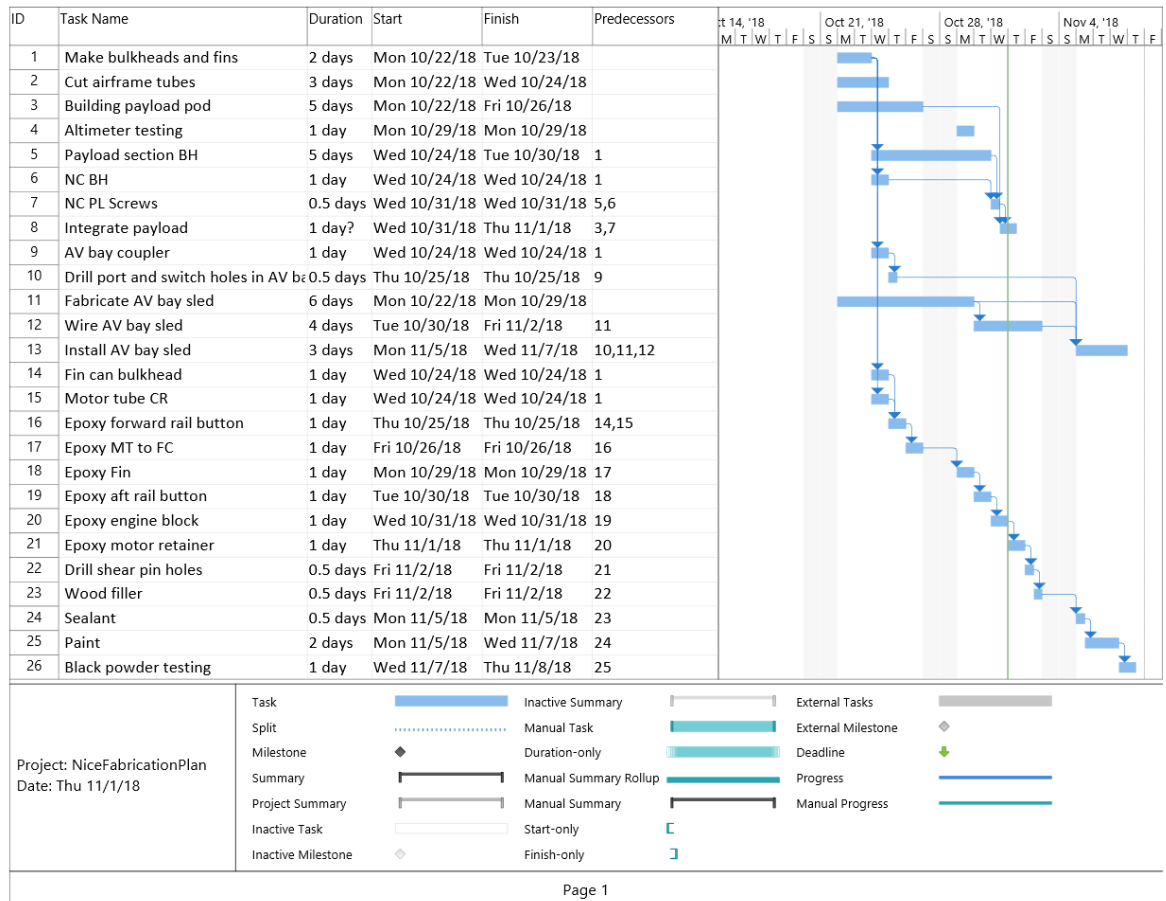 ID Task Name Duration Start Finish Predecessors
t 14, '18 Oct 21, '18 Oct 28, '18 Nov 4, '18
M T W T F S S M T W T F S S M T W T F S S M T W T F
1 Make bulkheads and fins 2 days Mon 10/22/18 Tue 10/23/18
2 Cut airframe tubes 3 days Mon 10/22/18 Wed 10/24/18
3 Building payload pod 5 days Mon 10/22/18 Fri 10/26/18
4 Altimeter testing 1 day Mon 10/29/18 Mon 10/29/18
5 Payload section BH 5 days Wed 10/24/18 Tue 10/30/18 1
6 NC BH 1 day Wed 10/24/18 Wed 10/24/18 1
7 NC PL Screws 0.5 days Wed 10/31/18 Wed 10/31/18 5,6
8 Integrate payload 1 day? Wed 10/31/18 Thu 11/1/18 3,7
9 AV bay coupler 1 day Wed 10/24/18 Wed 10/24/18 1
10 Drill port and switch holes in AV ba 0.5 days Thu 10/25/18 Thu 10/25/18 9
11 Fabricate AV bay sled 6 days Mon 10/22/18 Mon 10/29/18
12 Wire AV bay sled 4 days Tue 10/30/18 Fri 11/2/18 11
13 Install AV bay sled 3 days Mon 11/5/18 Wed 11/7/18 10,11,12
14 Fin can bulkhead 1 day Wed 10/24/18 Wed 10/24/18 1
15 Motor tube CR 1 day Wed 10/24/18 Wed 10/24/18 1
16 Epoxy forward rail button 1 day Thu 10/25/18 Thu 10/25/18 14,15
17 Epoxy MT to FC 1 day Fri 10/26/18 Fri 10/26/18 16
18 Epoxy Fin 1 day Mon 10/29/18 Mon 10/29/18 17
19 Epoxy aft rail button 1 day Tue 10/30/18 Tue 10/30/18 18
20 Epoxy engine block 1 day Wed 10/31/18 Wed 10/31/18 19
21 Epoxy motor retainer 1 day Thu 11/1/18 Thu 11/1/18 20
22 Drill shear pin holes 0.5 days Fri 11/2/18 Fri 11/2/18 21
23 Wood filler 0.5 days Fri 11/2/18 Fri 11/2/18 22
24 Sealant 0.5 days Mon 11/5/18 Mon 11/5/18 23
25 Paint 2 days Mon 11/5/18 Wed 11/7/18 24
26 Black powder testing 1 day Wed 11/7/18 Thu 11/8/18 25
Project: NiceFabricationPlan
Date: Thu 11/1/18
Task
Split
Milestone
Summary
Project Summary
Inactive Task
Inactive Milestone
Inactive Summary
Manual Task
Duration-only
Manual Summary Rollup
Manual Summary
Start-only
Finish-only
External Tasks
External Milestone
Deadline
Progress
Manual Progress
Page 1